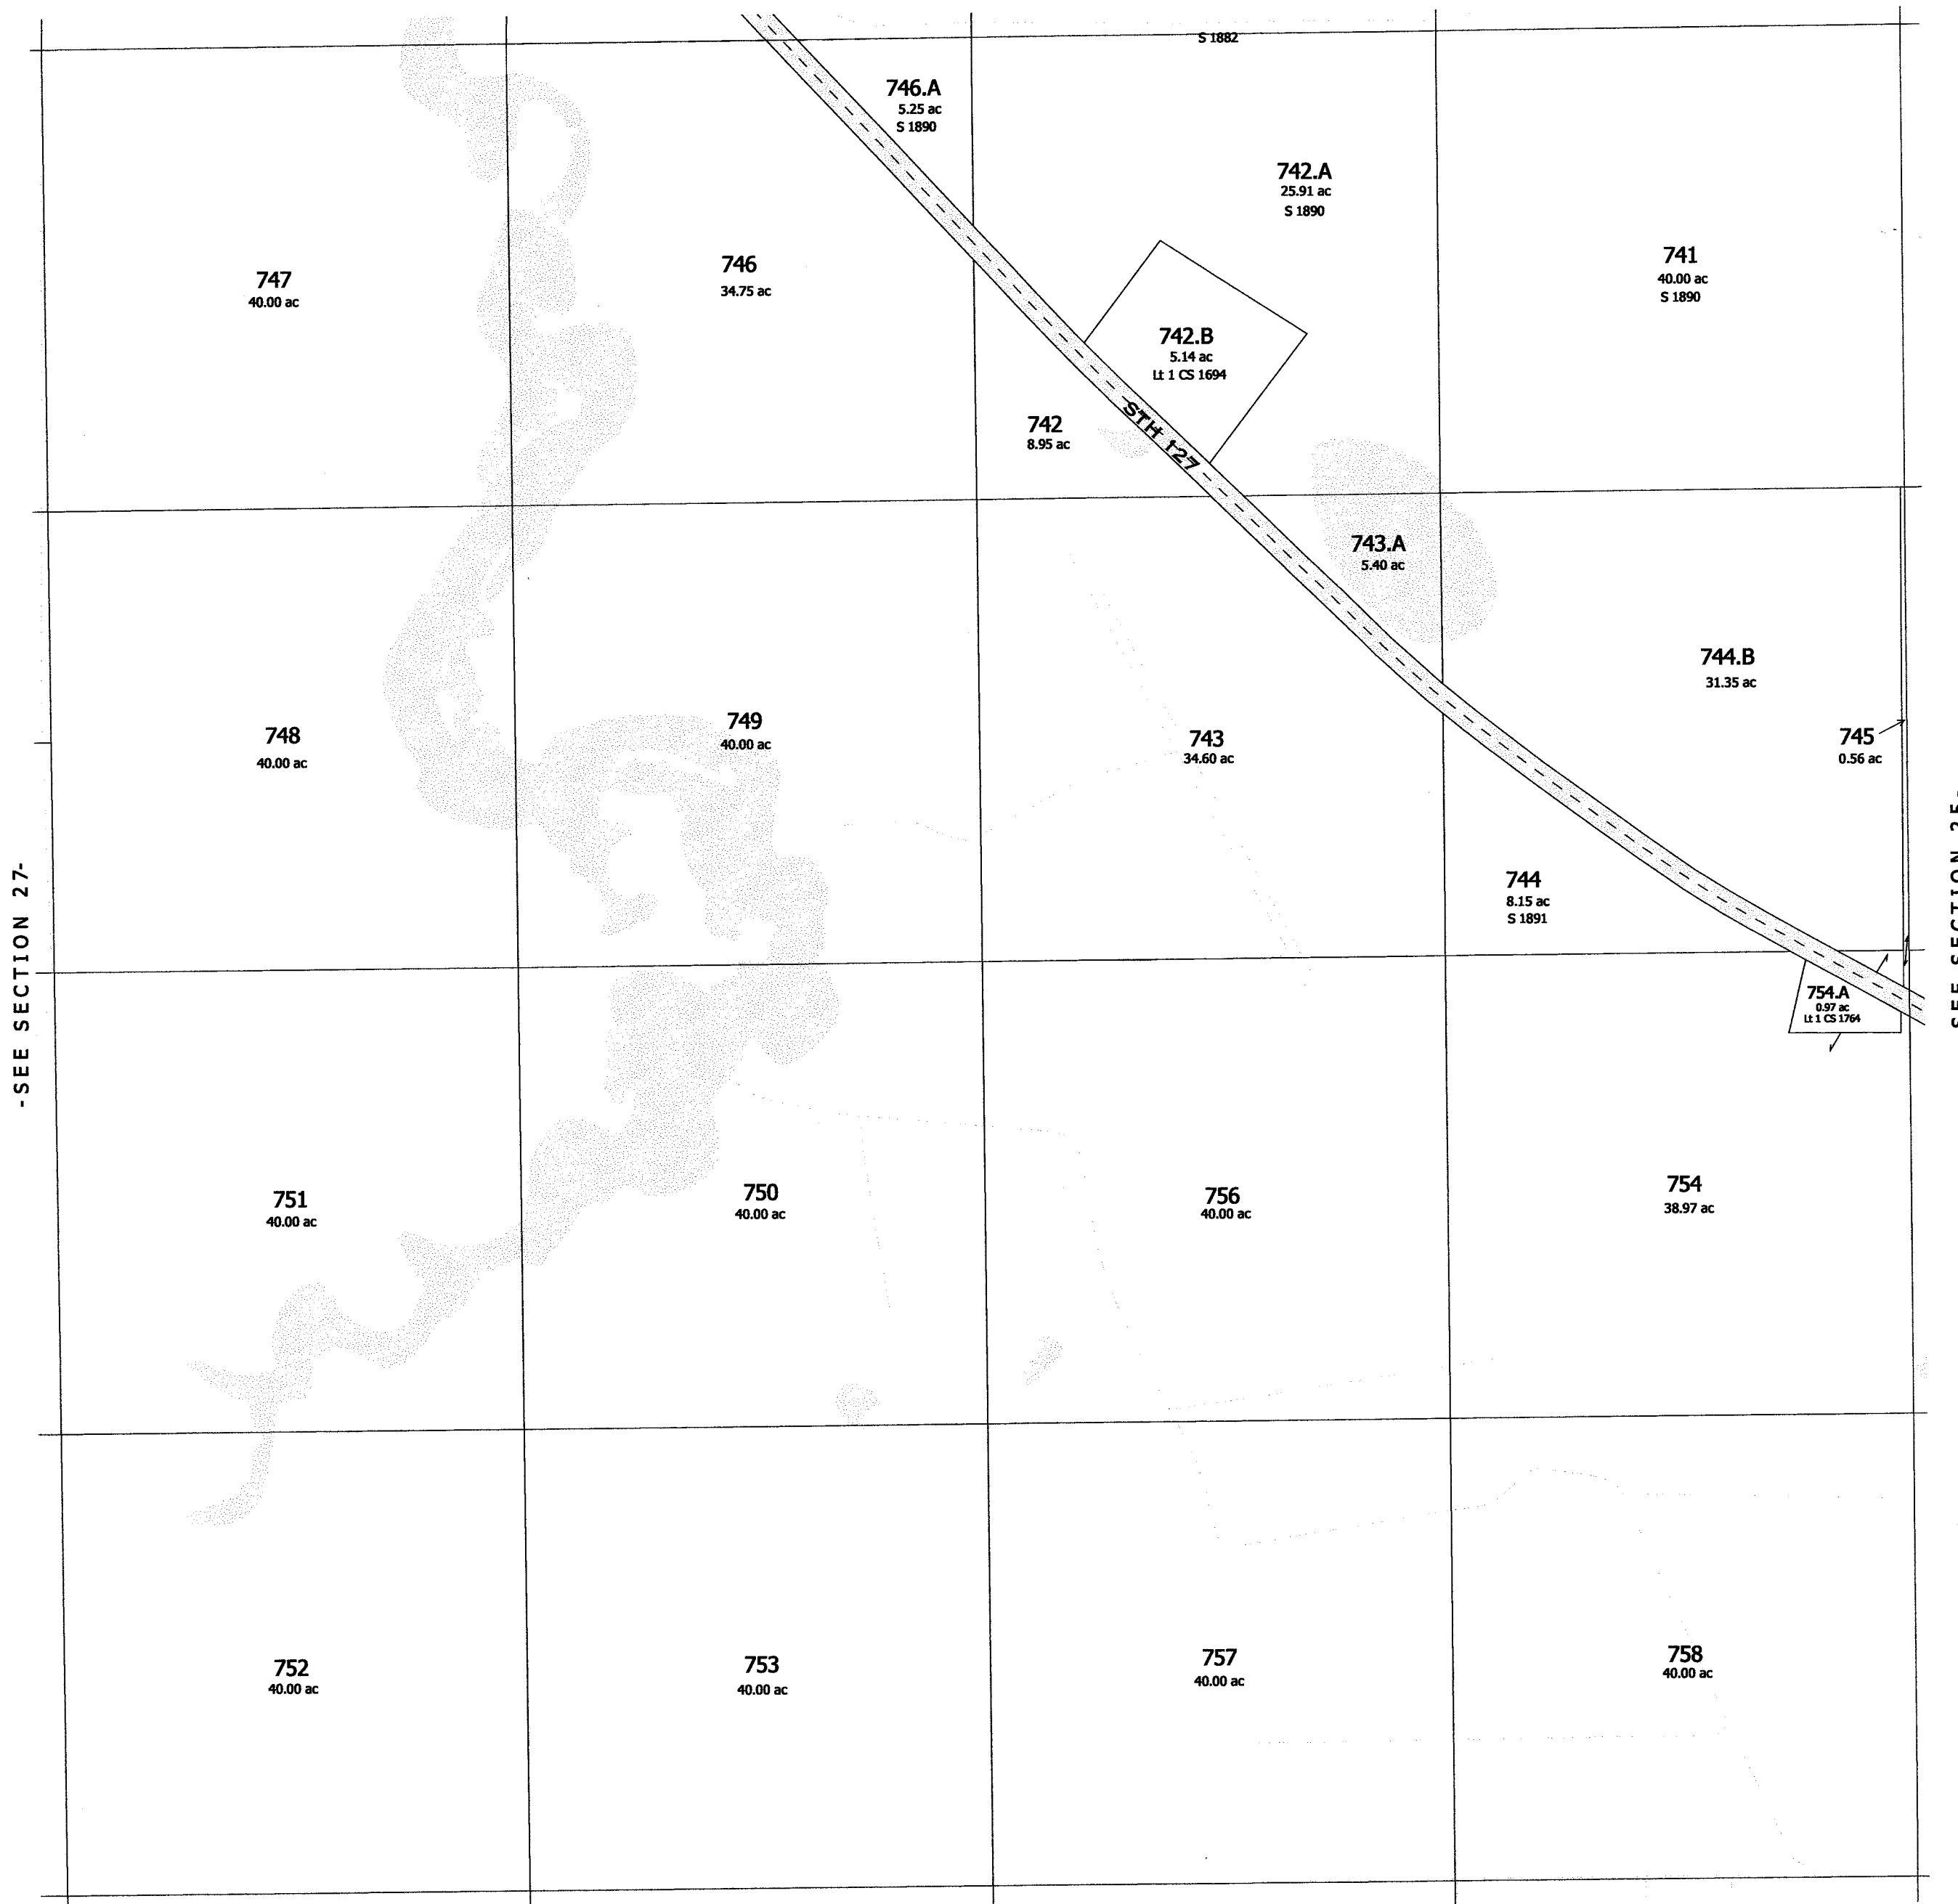 S 1882
746.A
5.25 ac
S 1890
742.A
25.91 ac
S 1890
741
40.00 ac
S 1890
747
40.00 ac
746
34.75 ac
742.B
5.14 ac
Lt 1 CS 1694
742
8.95 ac
STH 127
743.A
5.40 ac
744.B
31.35 ac
745
0.56 ac
748
40.00 ac
749
40.00 ac
743
34.60 ac
744
8.15 ac
S 1891
-SEE SECTION 27-
SEE SECTION 25-
754.A
0.97 ac
Lt 1 CS 1764
751
40.00 ac
750
40.00 ac
756
40.00 ac
754
38.97 ac
752
40.00 ac
753
40.00 ac
757
40.00 ac
758
40.00 ac